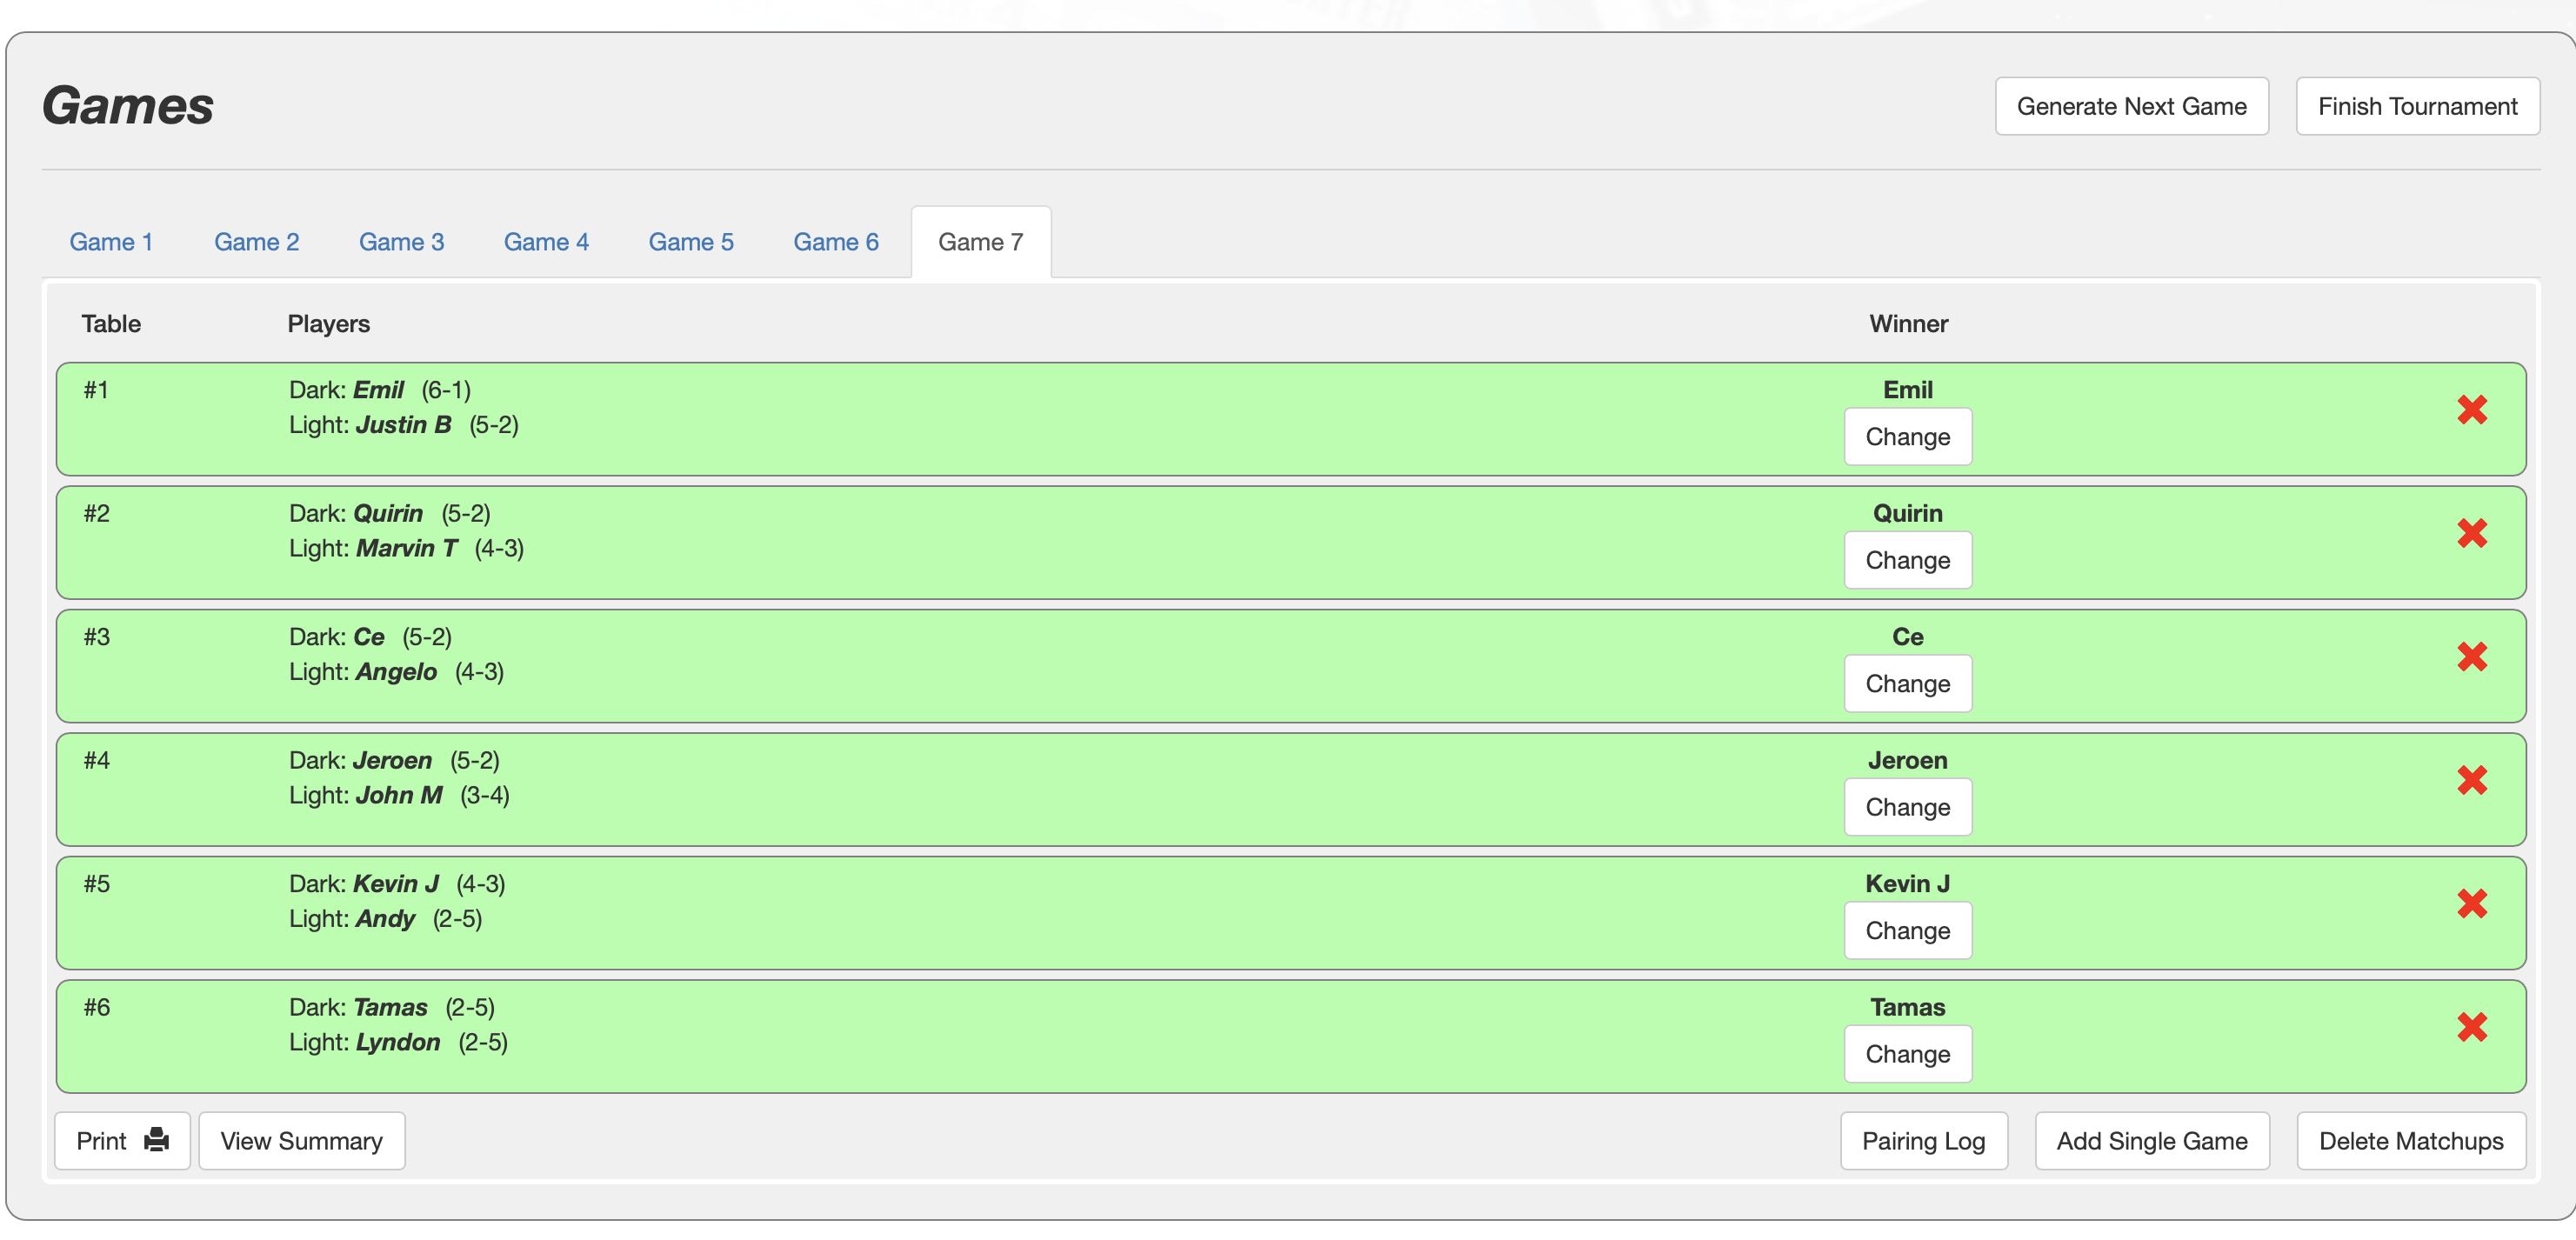 Games
Generate Next Game
Finish Tournament
Game 1
Game 2
Game 3
Game 4
Game 5
Game 6
Game 7
Table
Players
Winner
#1
Dark: Emil (6-1)
Light: Justin B (5-2)
Emil
Change
#2
Dark: Quirin (5-2)
Light: Marvin T (4-3)
Quirin
Change
#3
Dark: Ce (5-2)
Light: Angelo (4-3)
Ce
Change
#4
Dark: Jeroen (5-2)
Light: John M (3-4)
Jeroen
Change
#5
Dark: Kevin J (4-3)
Light: Andy (2-5)
Kevin J
Change
#6
Dark: Tamas (2-5)
Light: Lyndon (2-5)
Tamas
Change
Print
View Summary
Pairing Log
Add Single Game
Delete Matchups